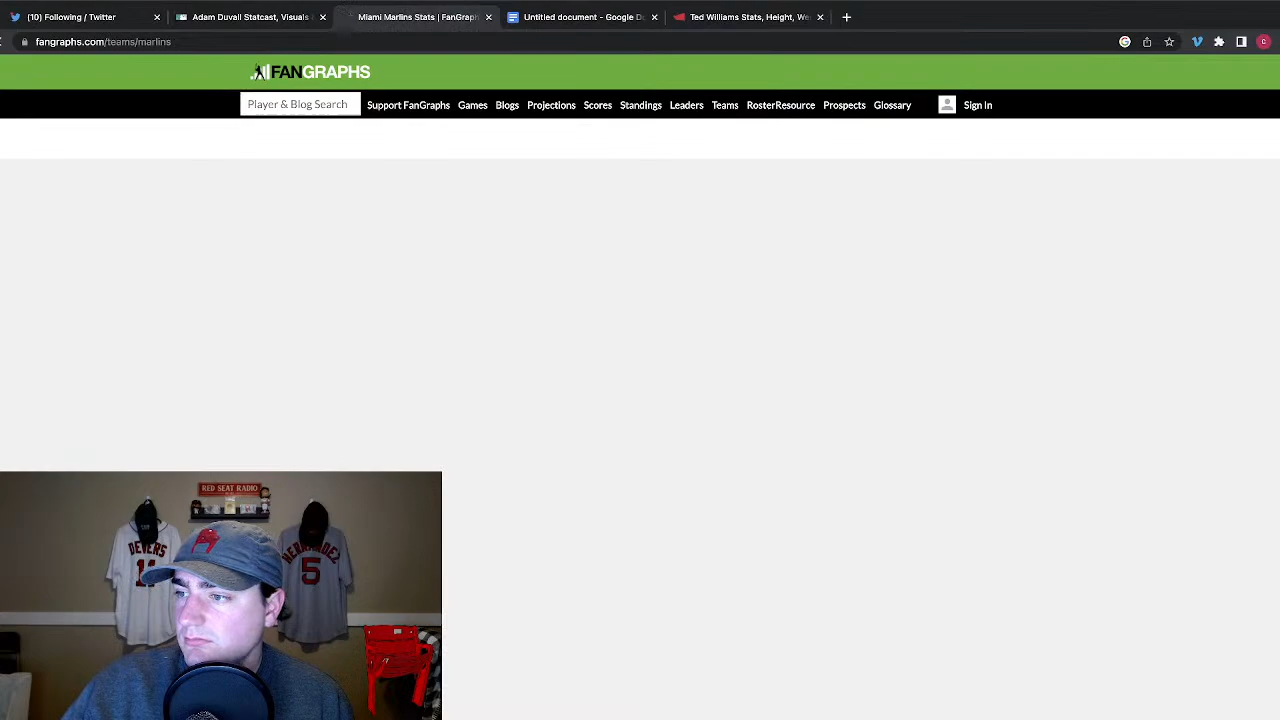 (10) Following / Twitter
Adam Duvall Statcast, Visuals
Miami Marlins Stats | FanGraph
Untitled document - Google D
Ted Williams Stats, Height, We
fangraphs.com/teams/marlins
FANGRAPHS
Player & Blog Search
Support FanGraphs
Games
Blogs
Projections
Scores
Standings
Leaders
Teams
RosterResource
Prospects
Glossary
Sign In
RED SEAT RADIO
DEVERS
11
HERNÁNDEZ
5